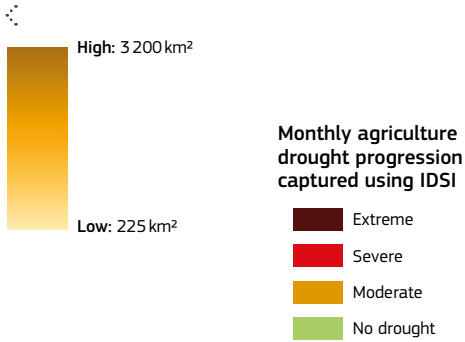 High: 3 200 km²
Low: 225 km²
Monthly agriculture
drought progression
captured using IDSI
Extreme
Severe
Moderate
No drought